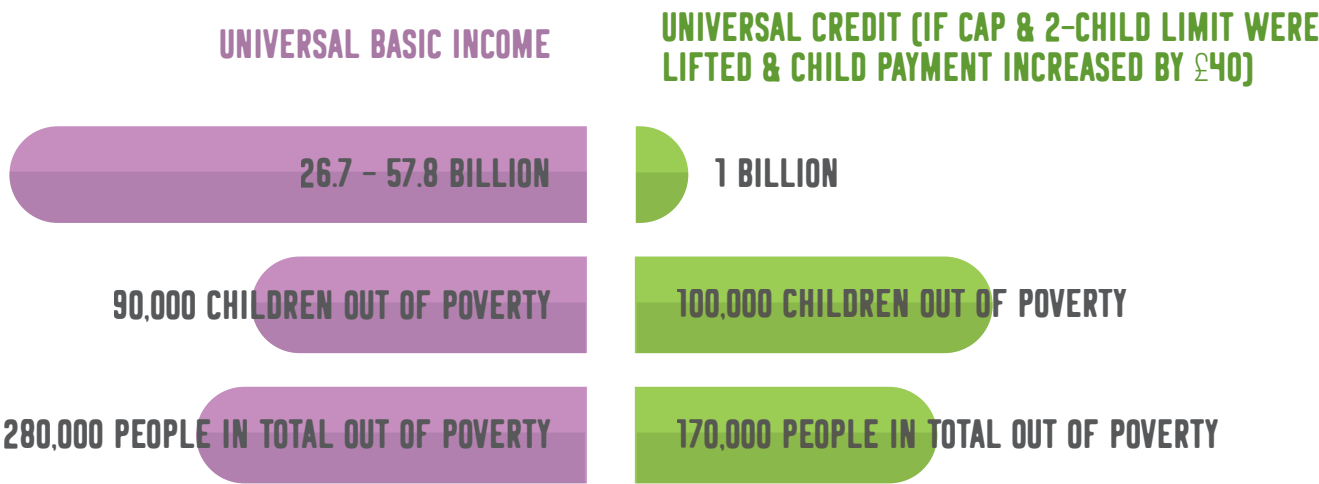 UNIVERSAL BASIC INCOME
UNIVERSAL CREDIT (IF CAP & 2-CHILD LIMIT WERE
LIFTED & CHILD PAYMENT INCREASED BY £40)
26.7 - 57.8 BILLION
1 BILLION
90,000 CHILDREN OUT OF POVERTY
100,000 CHILDREN OUT OF POVERTY
280,000 PEOPLE IN TOTAL OUT OF POVERTY
170,000 PEOPLE IN TOTAL OUT OF POVERTY